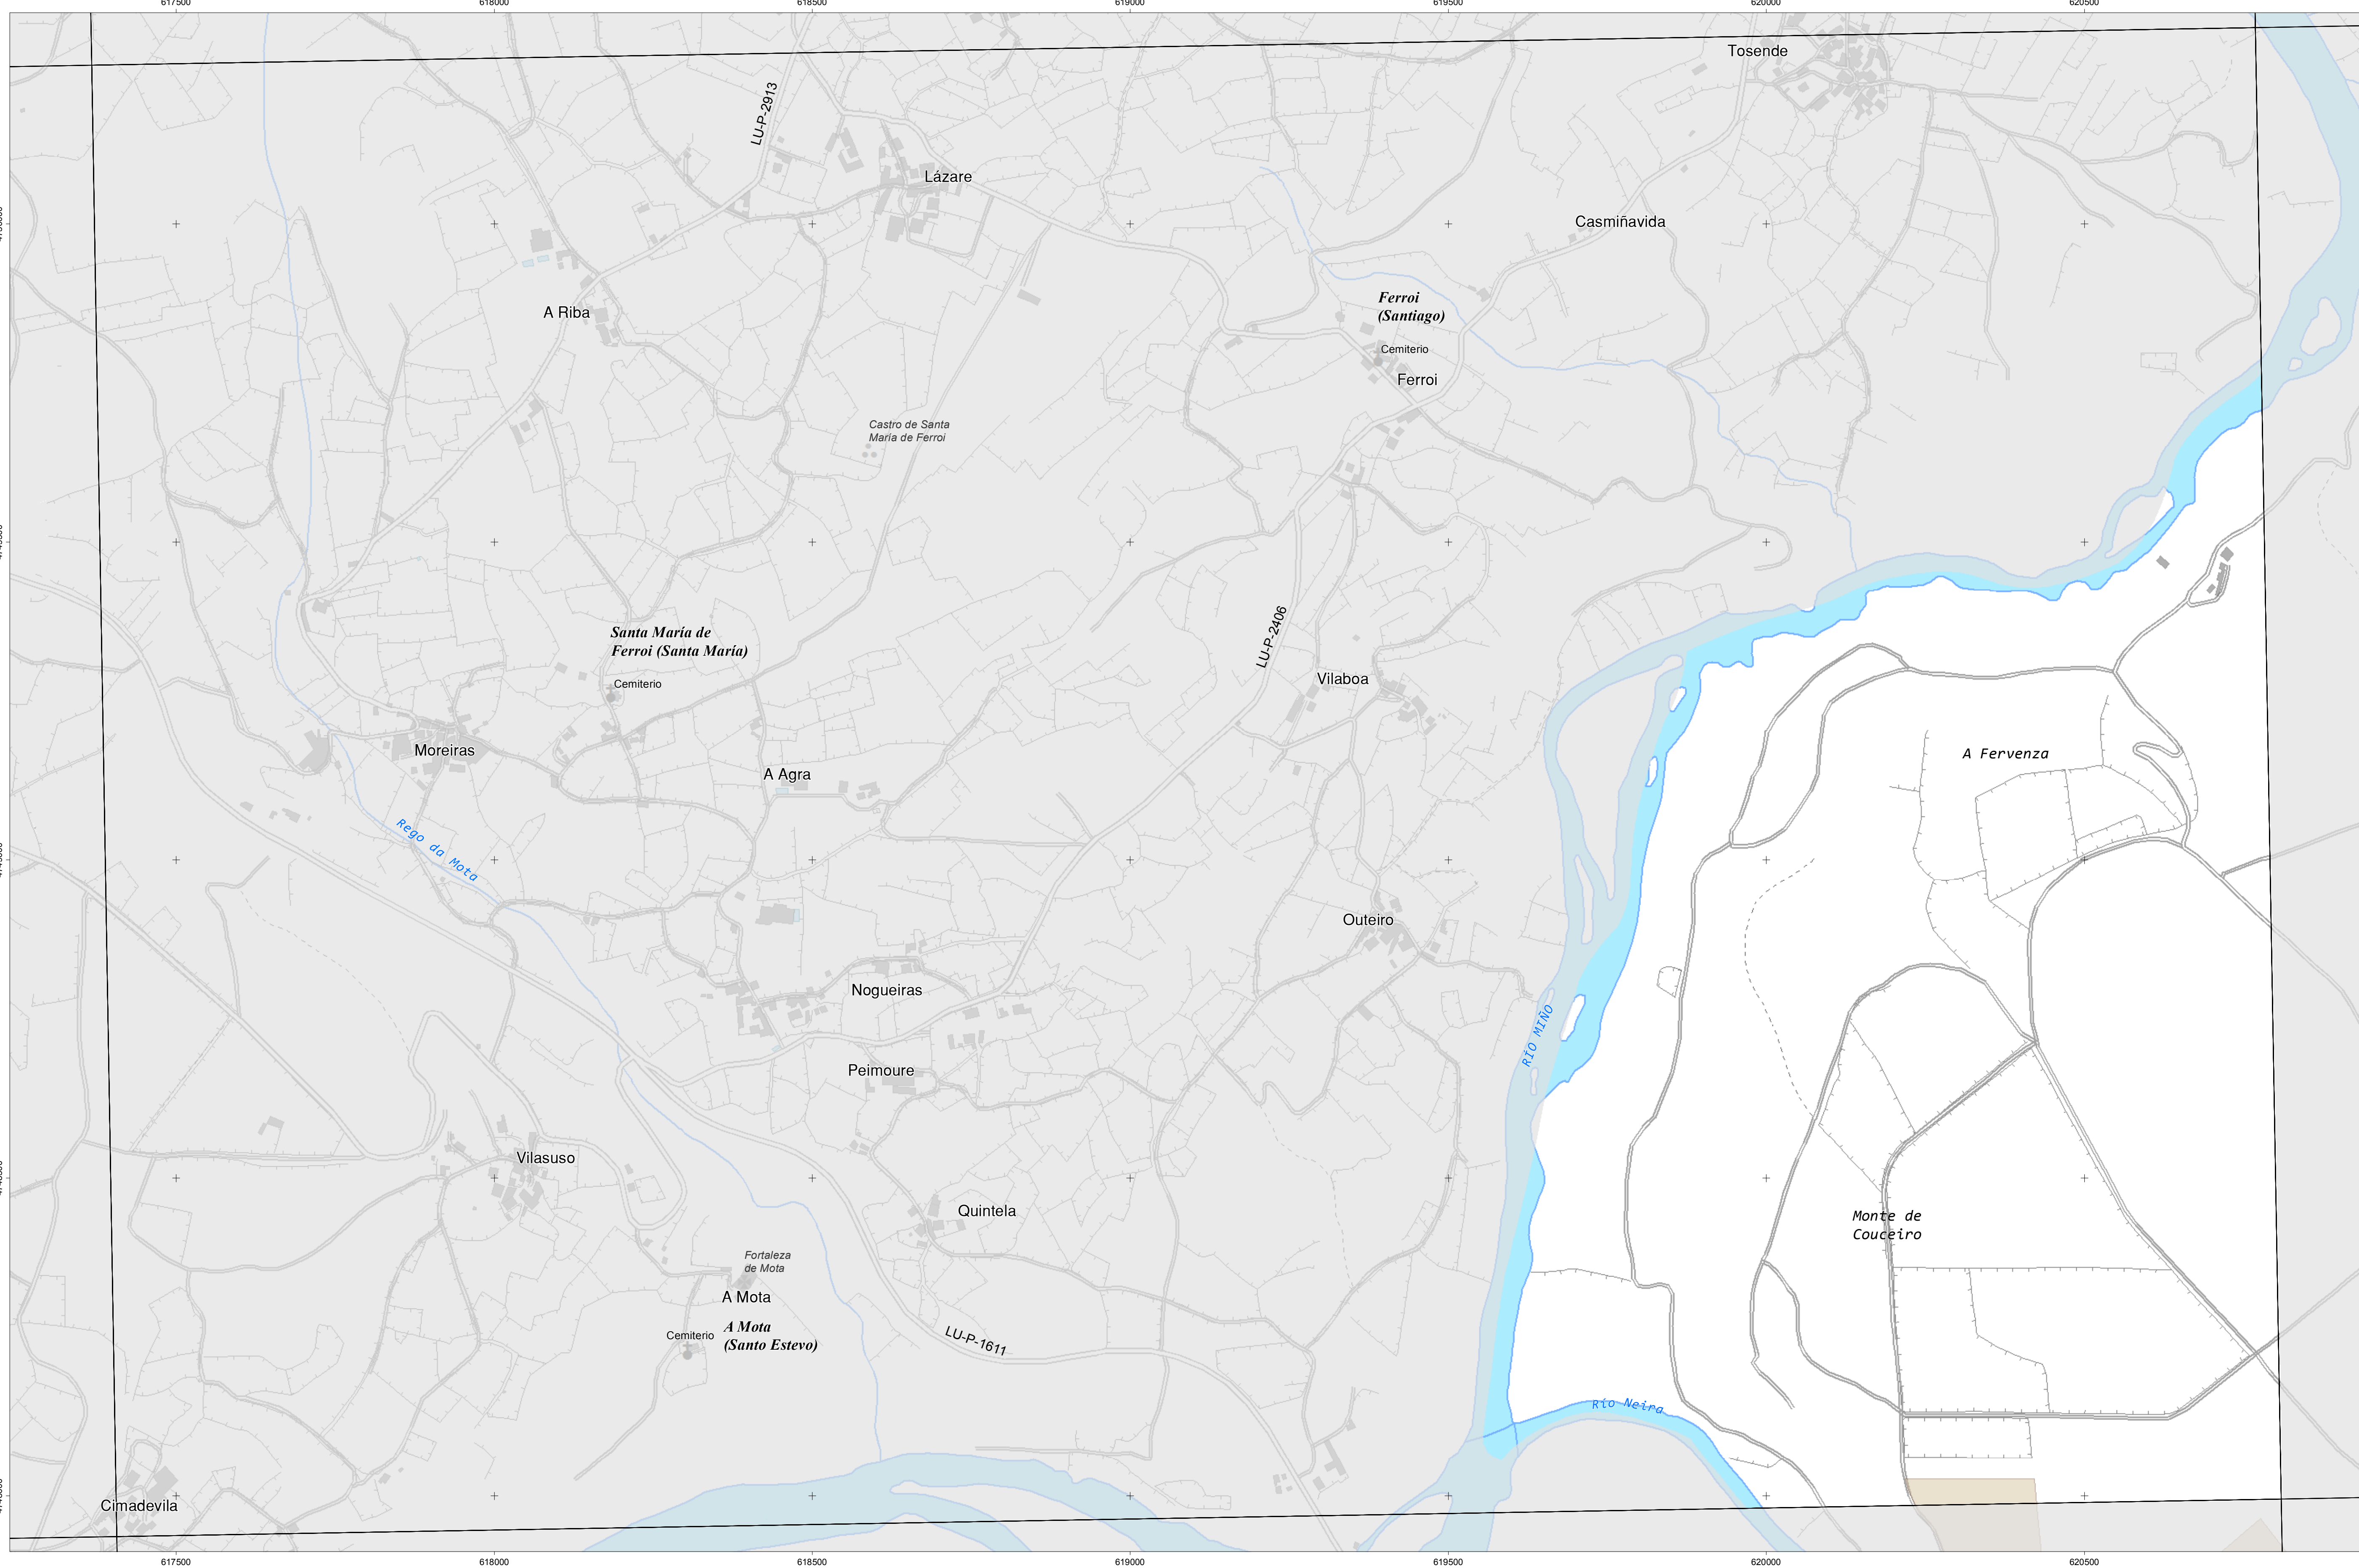 617500 618000 618500 619000 619500 620000 620500
Tosende
LU-P-2913
Lázare
Casmiñavida
Ferroi
(Santiago)
A Riba
Cemiterio
Ferroi
Castro de Santa
María de Ferroi
LU-P-2406
Santa María de
Ferroi (Santa María)
Cemiterio
Vilaboa
Moreiras
A Fervenza
A Agra
Rego da Mota
Outeiro
Nogueiras
RÍO MIÑO
Peimoure
Vilasuso
Quintela
Monte de
Couceiro
Fortaleza
de Mota
A Mota
Cemiterio
A Mota
(Santo Estevo)
LU-P-1611
Río Neira
Cimadevila
617500 618000 618500 619000 619500 620000 620500